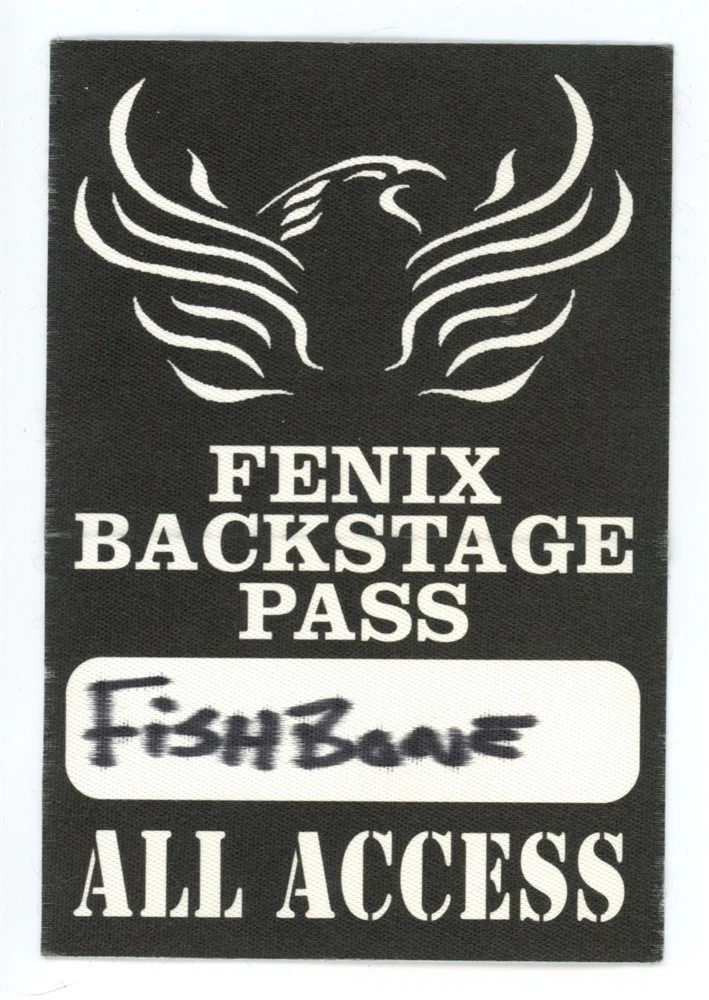 FENIX
BACKSTAGE
PASS
FiSHBONE
ALL ACCESS